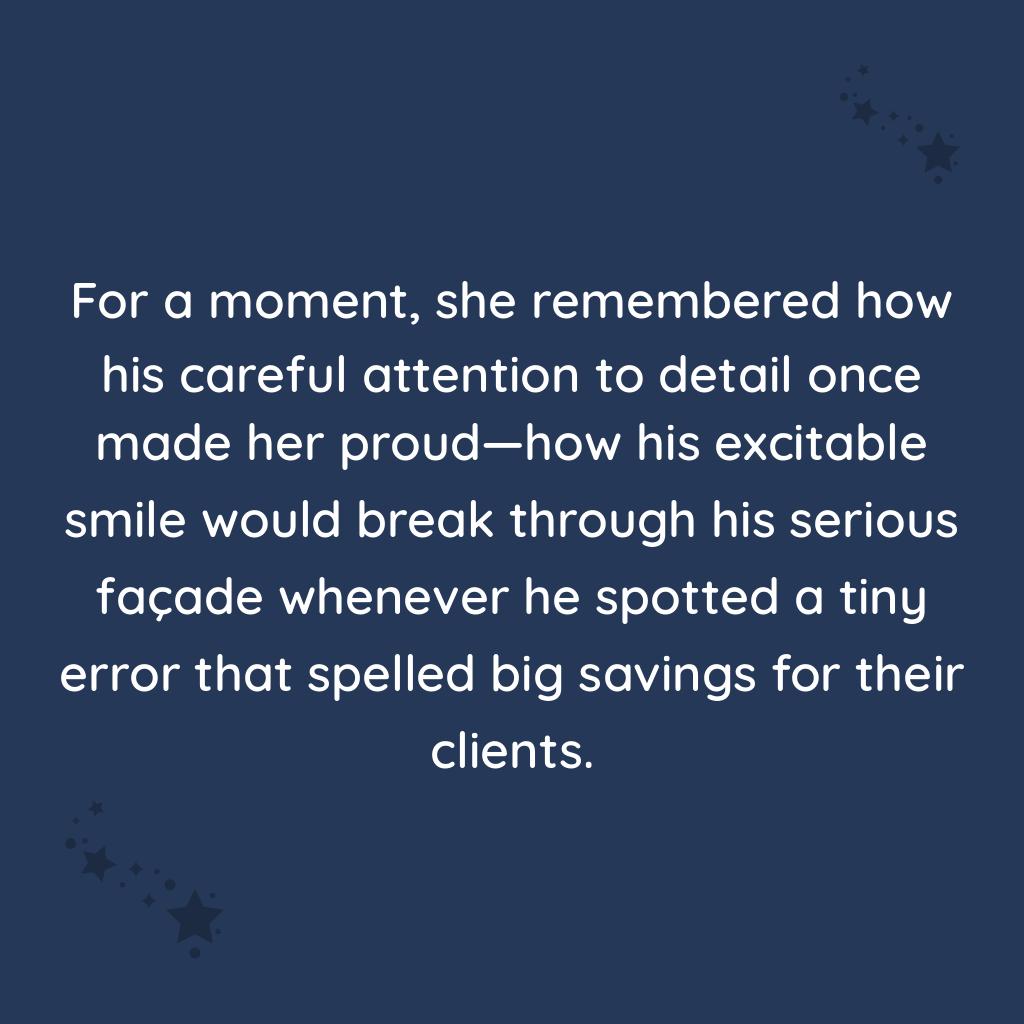 For a moment, she remembered how
his careful attention to detail once
made her proud—how his excitable
smile would break through his serious
façade whenever he spotted a tiny
error that spelled big savings for their
clients.